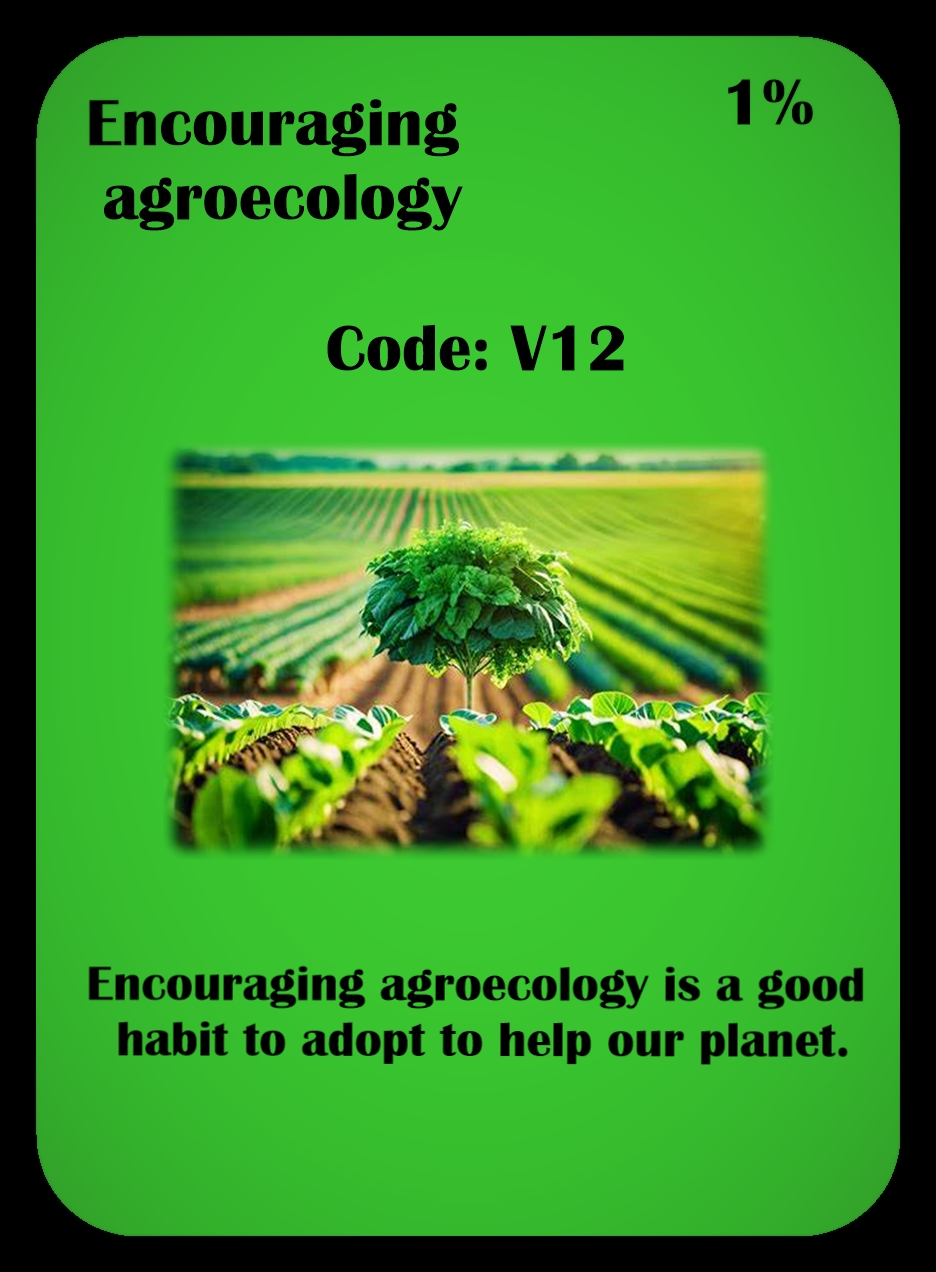 Encouraging
agroecology
1%
Code: V12
Encouraging agroecology is a good
habit to adopt to help our planet.